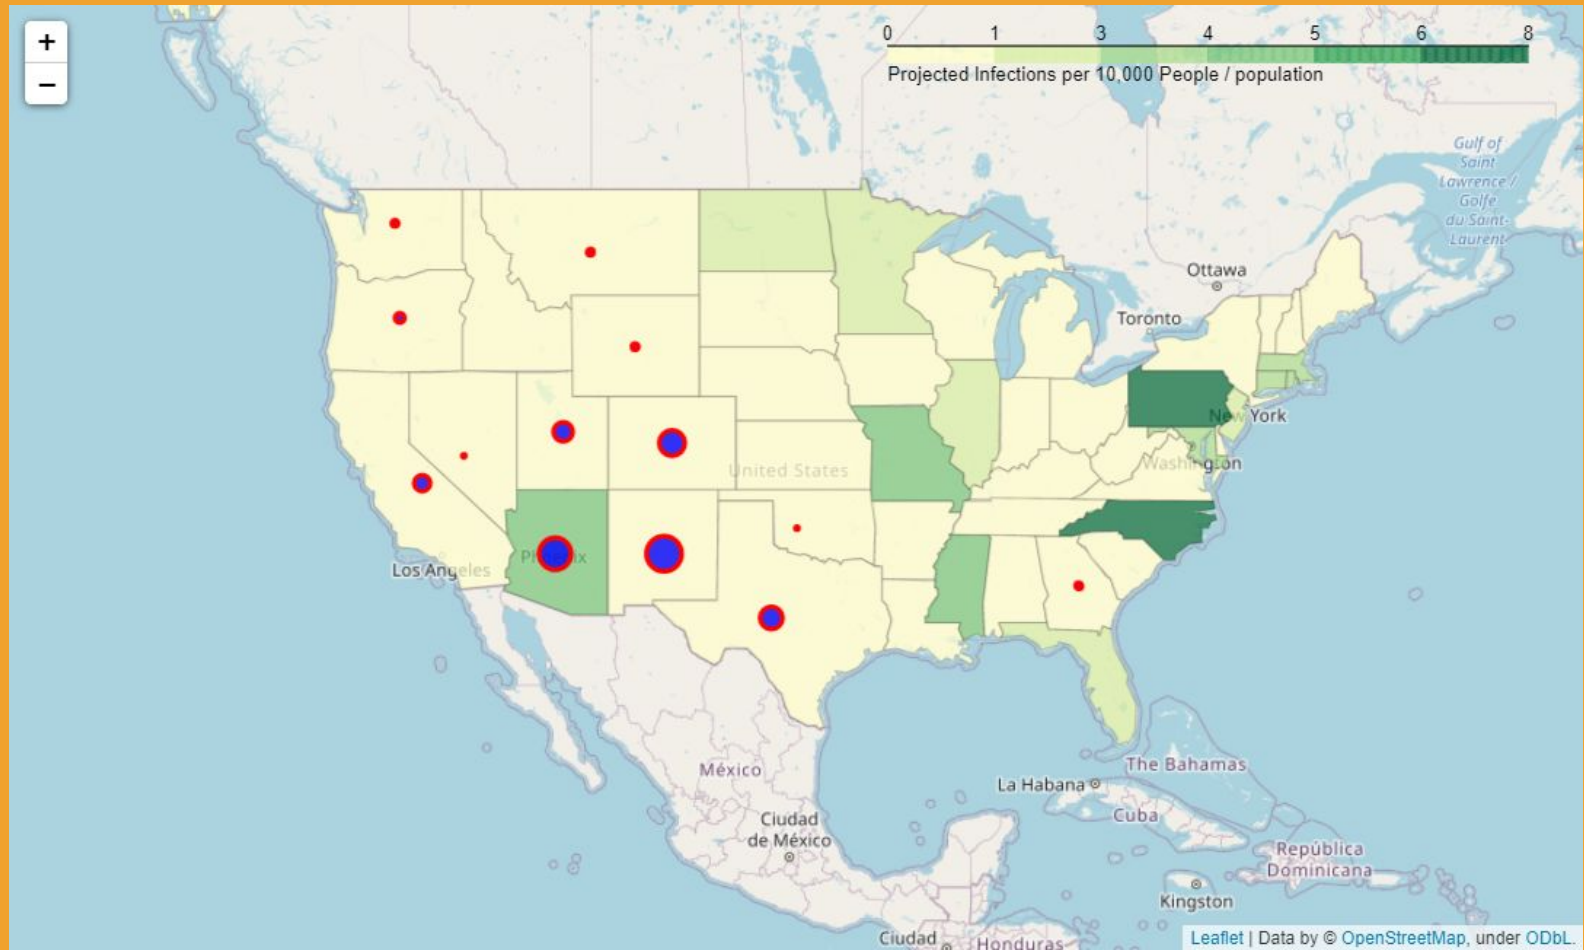 +
−
0 1 3 4 5 6 8
Projected Infections per 10,000 People / population
Gulf of
Saint
Lawrence /
Golfe
du Saint-
Laurent
Ottawa
Toronto
New York
United States
Washington
Phoenix
Los Angeles
México
The Bahamas
La Habana
Cuba
Ciudad
de México
República
Dominicana
Kingston
Ciudad
Honduras
Leaflet | Data by © OpenStreetMap, under ODbL.